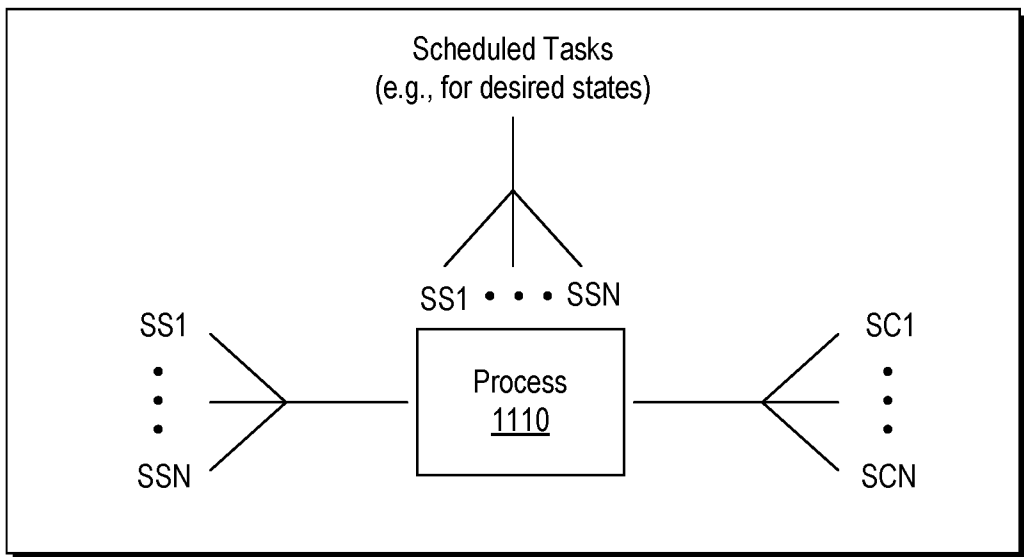 Scheduled Tasks
(e.g., for desired states)
SS1 • • • SSN
SS1
•
•
•
SSN
Process
1110
SC1
•
•
•
SCN